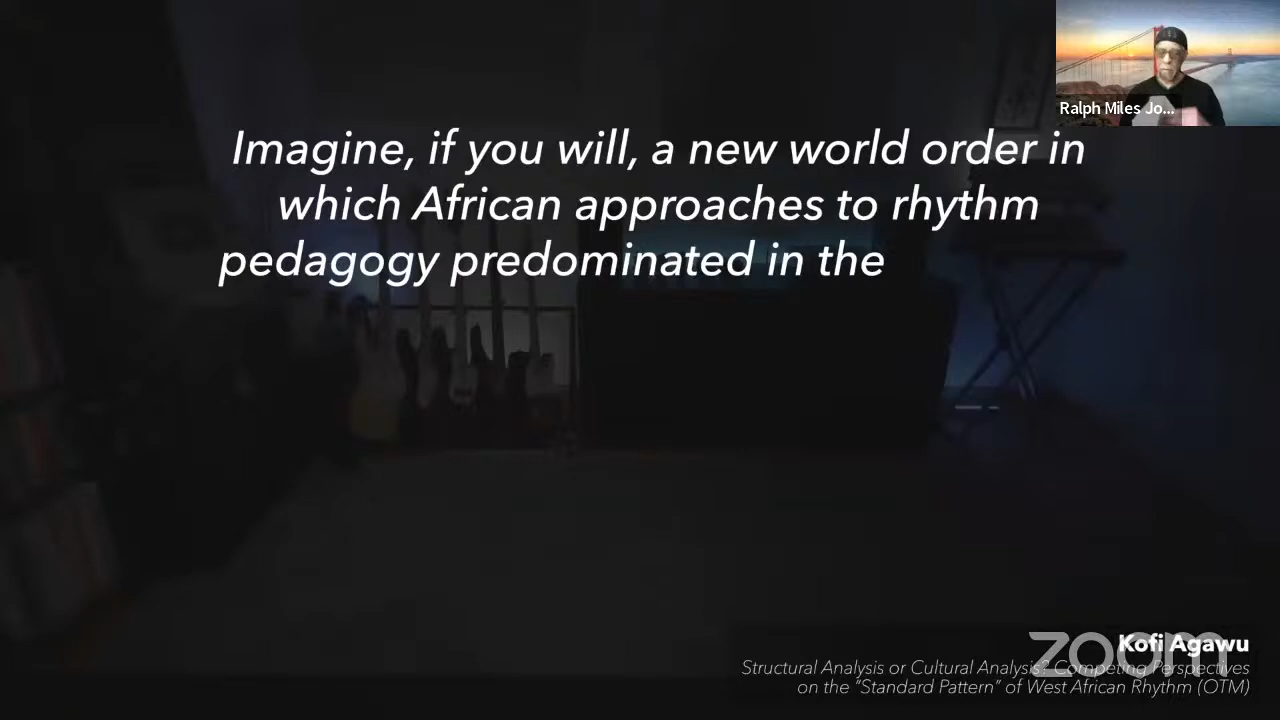 Ralph Miles Jo...
Imagine, if you will, a new world order in
which African approaches to rhythm
pedagogy predominated in the
Kofi Agawu
zoom
Structural Analysis or Cultural Analysis? Competing Perspectives
on the "Standard Pattern" of West African Rhythm (OTM)